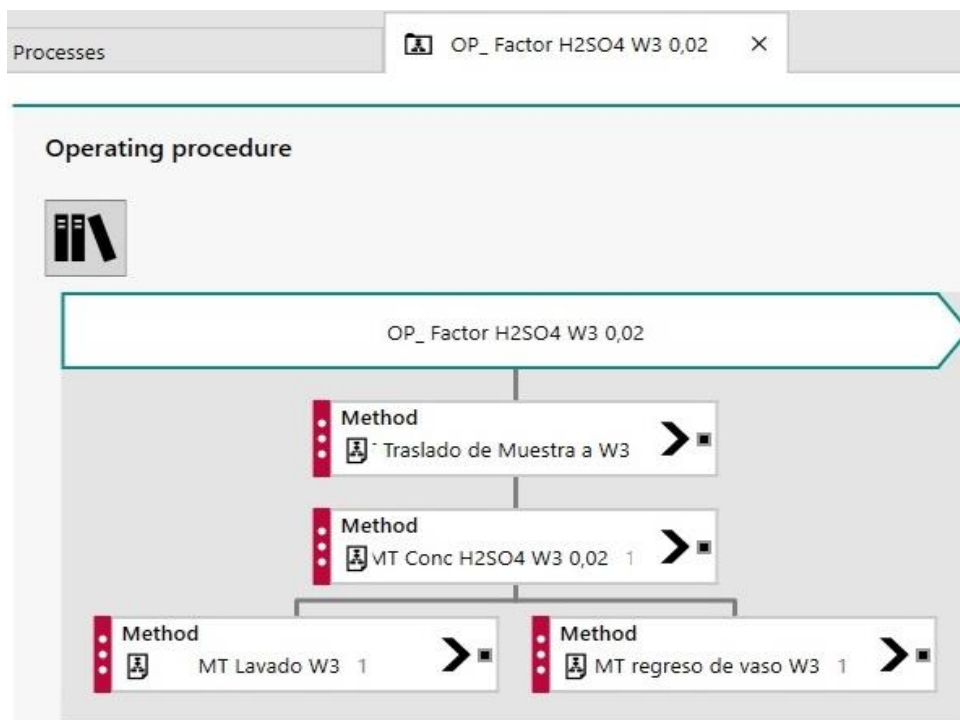 Processes
OP_ Factor H2SO4 W3 0,02
Operating procedure
OP_ Factor H2SO4 W3 0,02
Method
Traslado de Muestra a W3
Method
MT Conc H2SO4 W3 0,02 1
Method
MT Lavado W3 1
Method
MT regreso de vaso W3 1